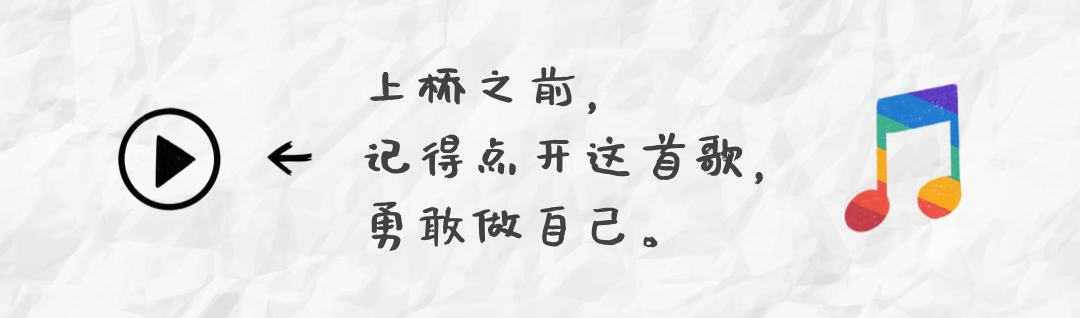 上桥之前，
记得点开这首歌，
勇敢做自己。